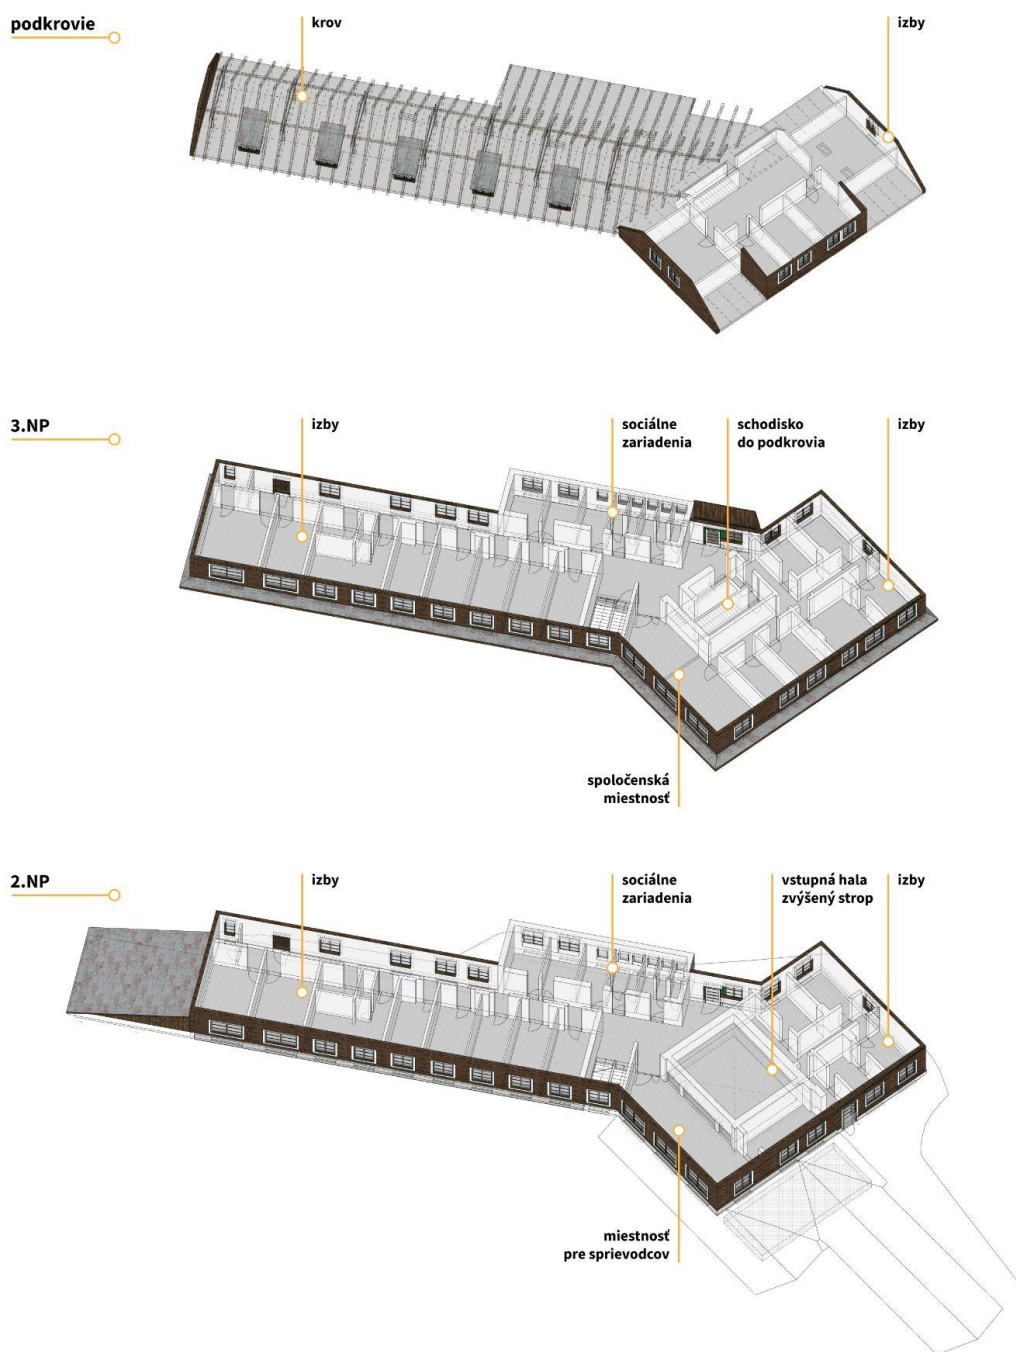 podkrovie
krov
izby
3.NP
izby
sociálne
zariadenia
schodisko
do podkrovia
izby
spoločenská
miestnosť
2.NP
izby
sociálne
zariadenia
vstupná hala
zvýšený strop
izby
miestnosť
pre sprievodcov